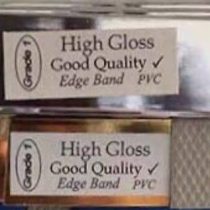 Grade 1
High Gloss
Good Quality ✓
Edge Band PVC
Grade 1
High Gloss
Good Quality ✓
Edge Band PVC